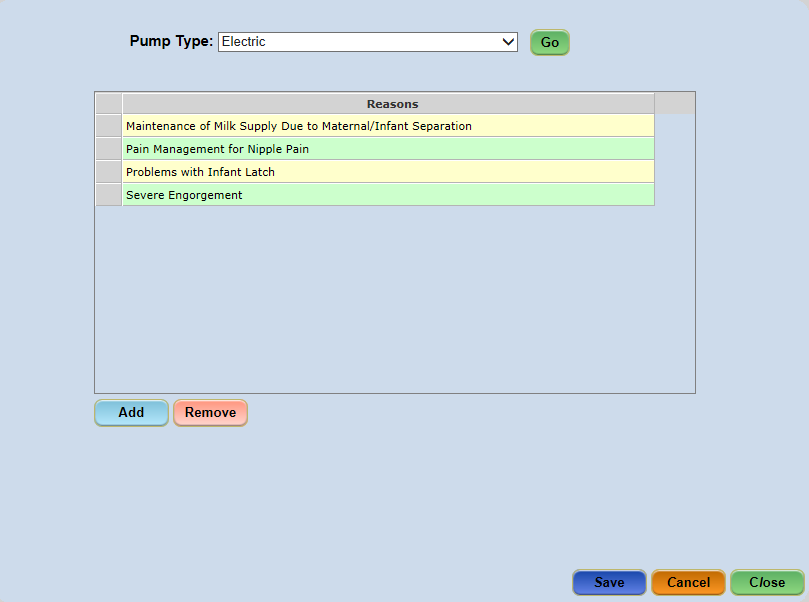 Pump Type: Electric Go
Reasons
Maintenance of Milk Supply Due to Maternal/Infant Separation
Pain Management for Nipple Pain
Problems with Infant Latch
Severe Engorgement
Add Remove
Save Cancel Close